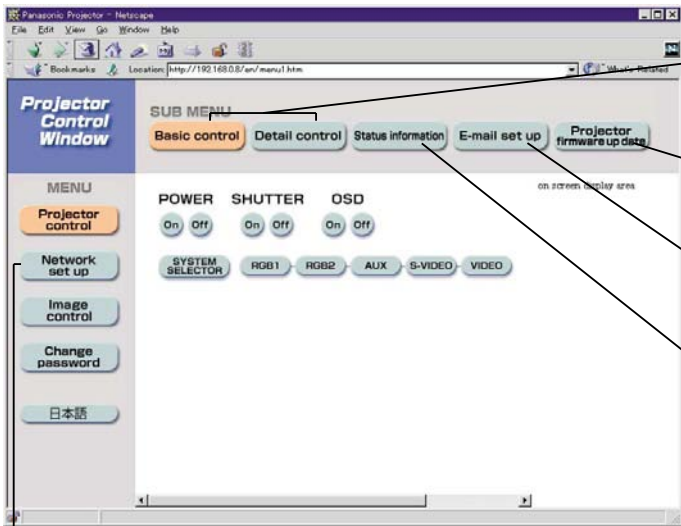 Panasonic Projector - Netscape
File Edit View Go Window Help
Bookmarks Location: http://192.168.0.8/en/menu1.htm What's Related
Projector
Control
Window
SUB MENU
Basic control Detail control Status information E-mail set up Projector
firmware up date
MENU
Projector
control
Network
set up
Image
control
Change
password
日本語
on screen display area
POWER SHUTTER OSD
On Off On Off On Off
SYSTEM
SELECTOR RGB1 RGB2 AUX S-VIDEO VIDEO